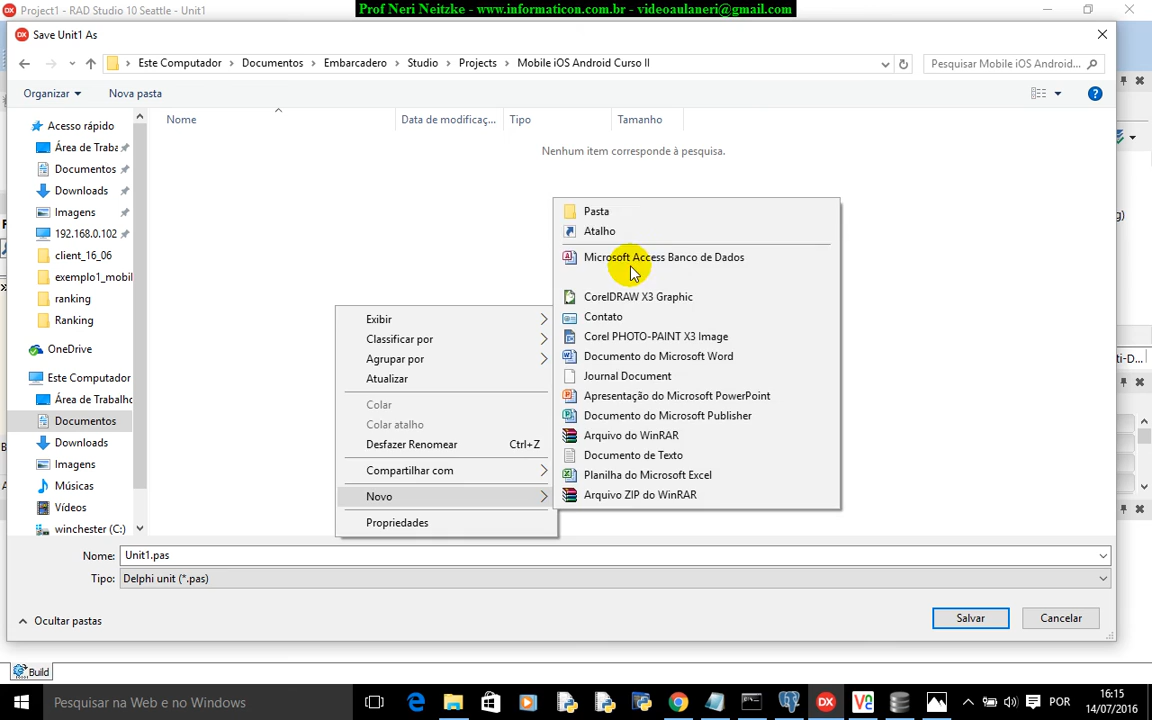 Project1 - RAD Studio 10 Seattle - Unit1
Prof Neri Neitzke - www.informaticon.com.br - videoaulaneri@gmail.com
Save Unit1 As
Este Computador
Documentos
Embarcadero
Studio
Projects
Mobile iOS Android Curso II
Pesquisar Mobile iOS Android...
Organizar
Nova pasta
Nome
Data de modificaç...
Tipo
Tamanho
Nenhum item corresponde à pesquisa.
Acesso rápido
Área de Traba
Documentos
Downloads
Imagens
192.168.0.102
client_16_06
exemplo1_mobil
ranking
Ranking
OneDrive
Este Computador
Área de Trabalho
Documentos
Downloads
Imagens
Músicas
Vídeos
winchester (C:)
Exibir
Classificar por
Agrupar por
Atualizar
Colar
Colar atalho
Desfazer Renomear Ctrl+Z
Compartilhar com
Novo
Propriedades
Pasta
Atalho
Microsoft Access Banco de Dados
CorelDRAW X3 Graphic
Contato
Corel PHOTO-PAINT X3 Image
Documento do Microsoft Word
Journal Document
Apresentação do Microsoft PowerPoint
Documento do Microsoft Publisher
Arquivo do WinRAR
Documento de Texto
Planilha do Microsoft Excel
Arquivo ZIP do WinRAR
Nome: Unit1.pas
Tipo: Delphi unit (*.pas)
Ocultar pastas
Salvar
Cancelar
ti-D...
Build
Pesquisar na Web e no Windows
POR
16:15
14/07/2016